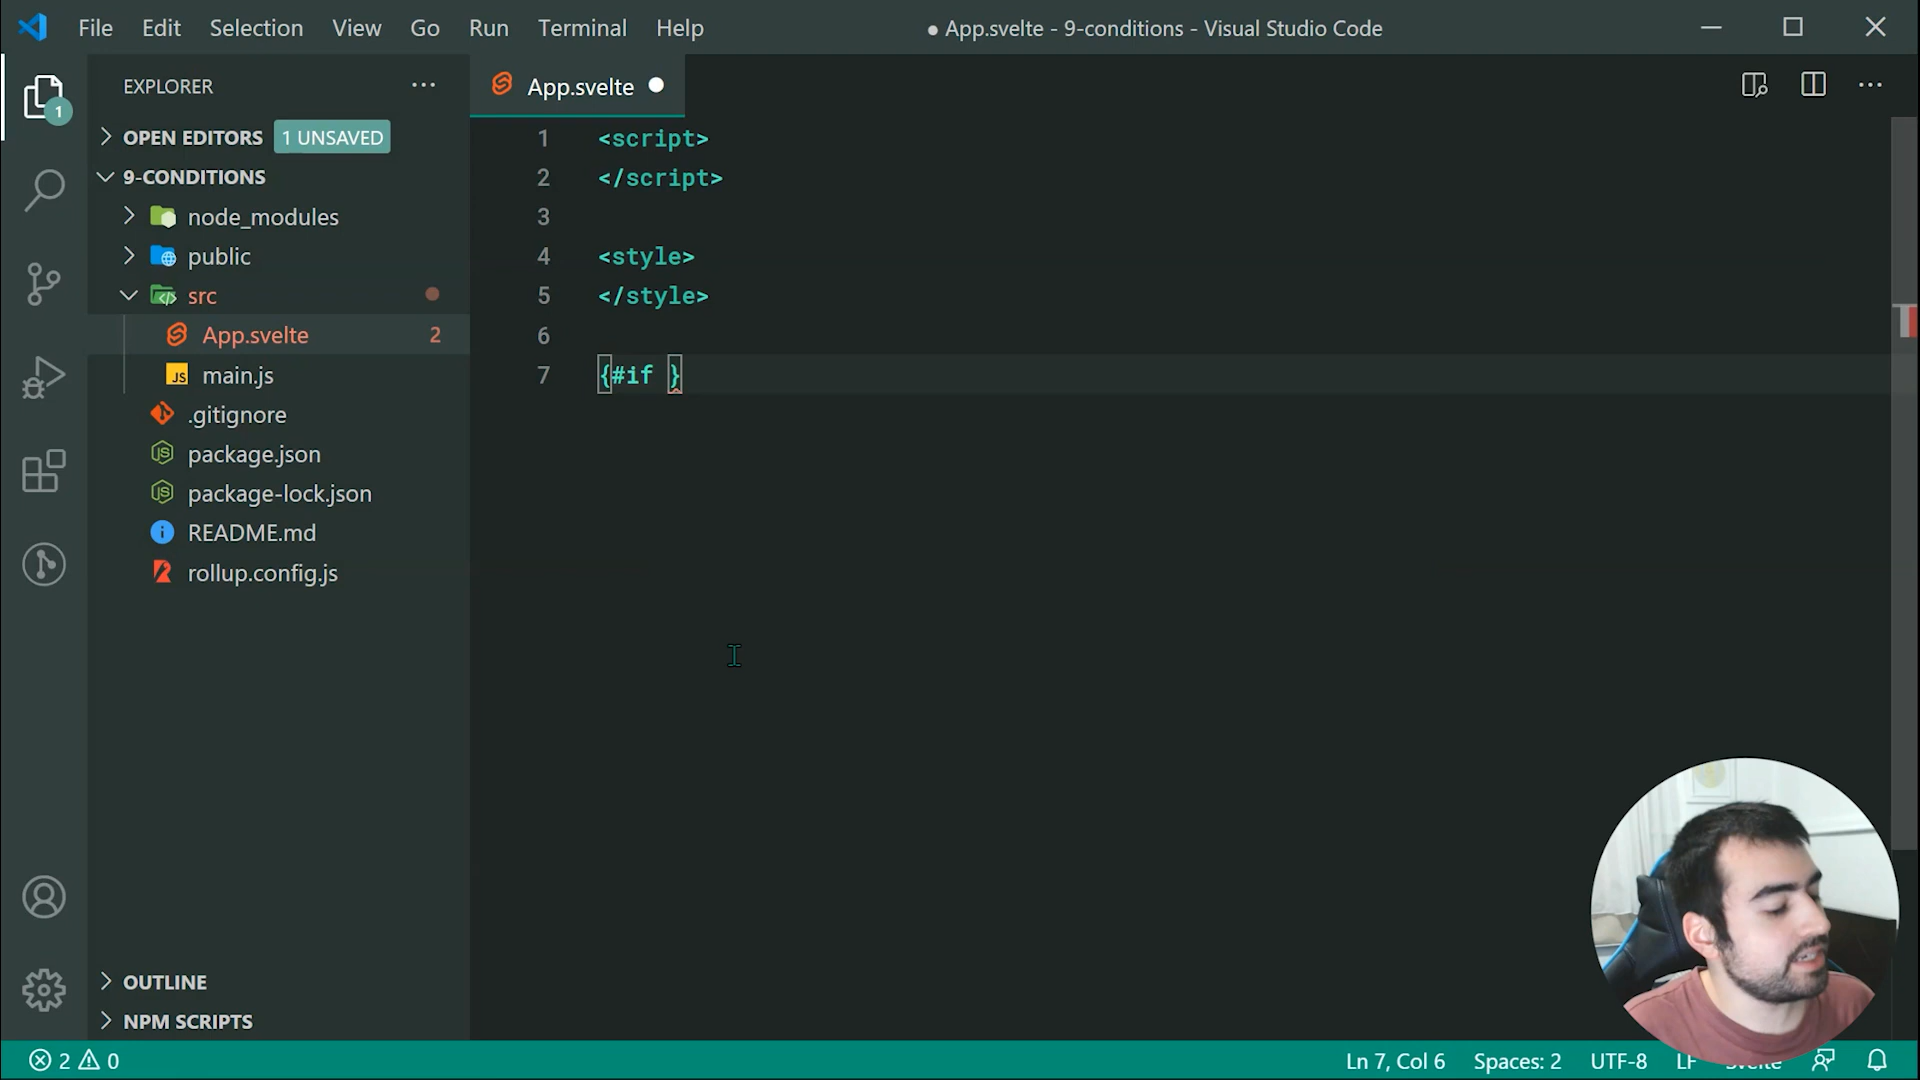 File Edit Selection View Go Run Terminal Help
● App.svelte - 9-conditions - Visual Studio Code
EXPLORER
1
OPEN EDITORS 1 UNSAVED
9-CONDITIONS
node_modules
public
src
App.svelte 2
main.js
.gitignore
package.json
package-lock.json
README.md
rollup.config.js
OUTLINE
NPM SCRIPTS
App.svelte
1 <script>
2 </script>
3
4 <style>
5 </style>
6
7 {#if }
2 0
Ln 7, Col 6 Spaces: 2 UTF-8 LF Svelte